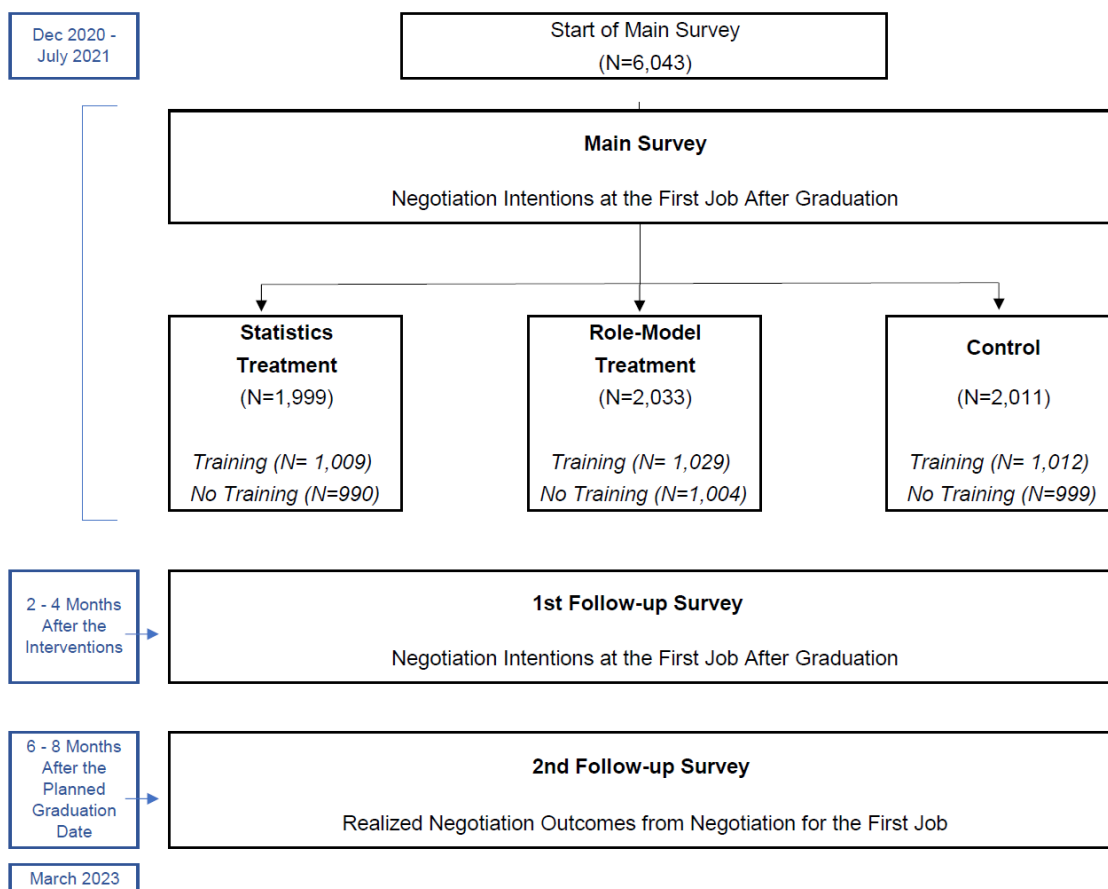 Dec 2020 -
July 2021
Start of Main Survey
(N=6,043)
Main Survey
Negotiation Intentions at the First Job After Graduation
Statistics
Treatment
(N=1,999)
Training (N= 1,009)
No Training (N=990)
Role-Model
Treatment
(N=2,033)
Training (N= 1,029)
No Training (N=1,004)
Control
(N=2,011)
Training (N= 1,012)
No Training (N=999)
2 - 4 Months
After the
Interventions
1st Follow-up Survey
Negotiation Intentions at the First Job After Graduation
6 - 8 Months
After the
Planned
Graduation
Date
2nd Follow-up Survey
Realized Negotiation Outcomes from Negotiation for the First Job
March 2023